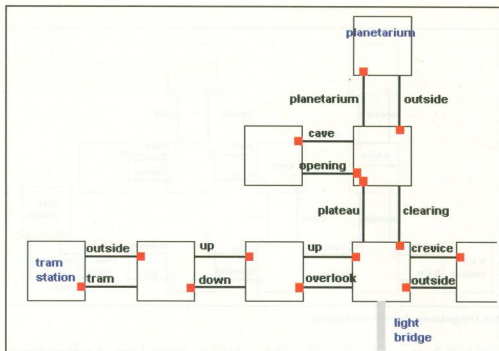 planetarium
planetarium outside
cave
opening
plateau clearing
outside up up crevice
tram station
tram down overlook outside
light
bridge